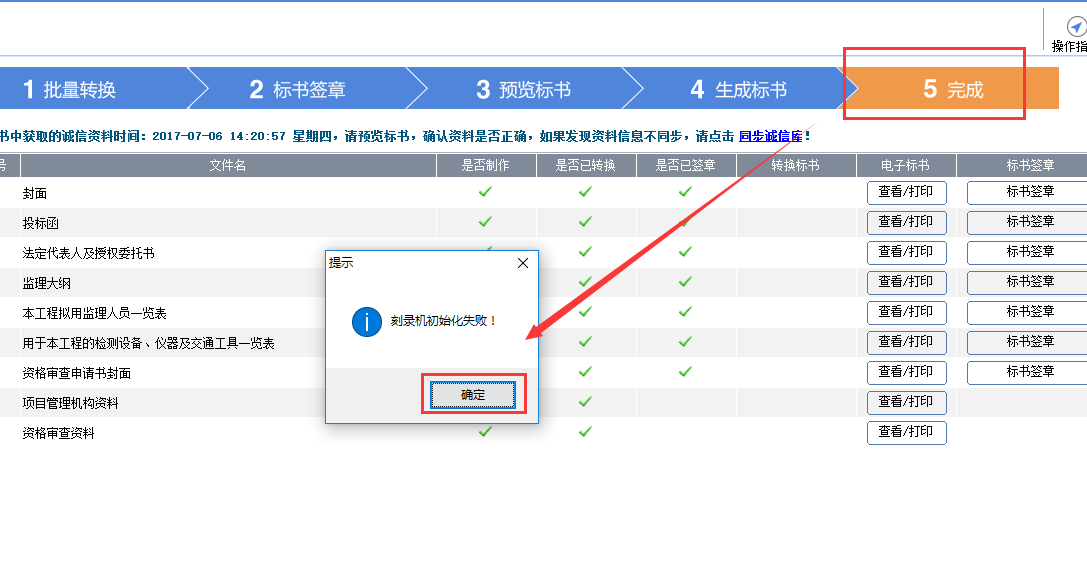 操作指
1 批量转换 2 标书签章 3 预览标书 4 生成标书 5 完成
书中获取的诚信资料时间：2017-07-06 14:20:57 星期四，请预览标书，确认资料是否正确，如果发现资料信息不同步，请点击 同步诚信库！
号 文件名 是否制作 是否已转换 是否已签章 转换标书 电子标书 标书签章
封面 查看/打印 标书签章
投标函 查看/打印 标书签章
法定代表人及授权委托书 查看/打印 标书签章
监理大纲 查看/打印 标书签章
本工程拟用监理人员一览表 查看/打印 标书签章
用于本工程的检测设备、仪器及交通工具一览表 查看/打印 标书签章
资格审查申请书封面 查看/打印 标书签章
项目管理机构资料 查看/打印
资格审查资料 查看/打印
提示
刻录机初始化失败！
确定